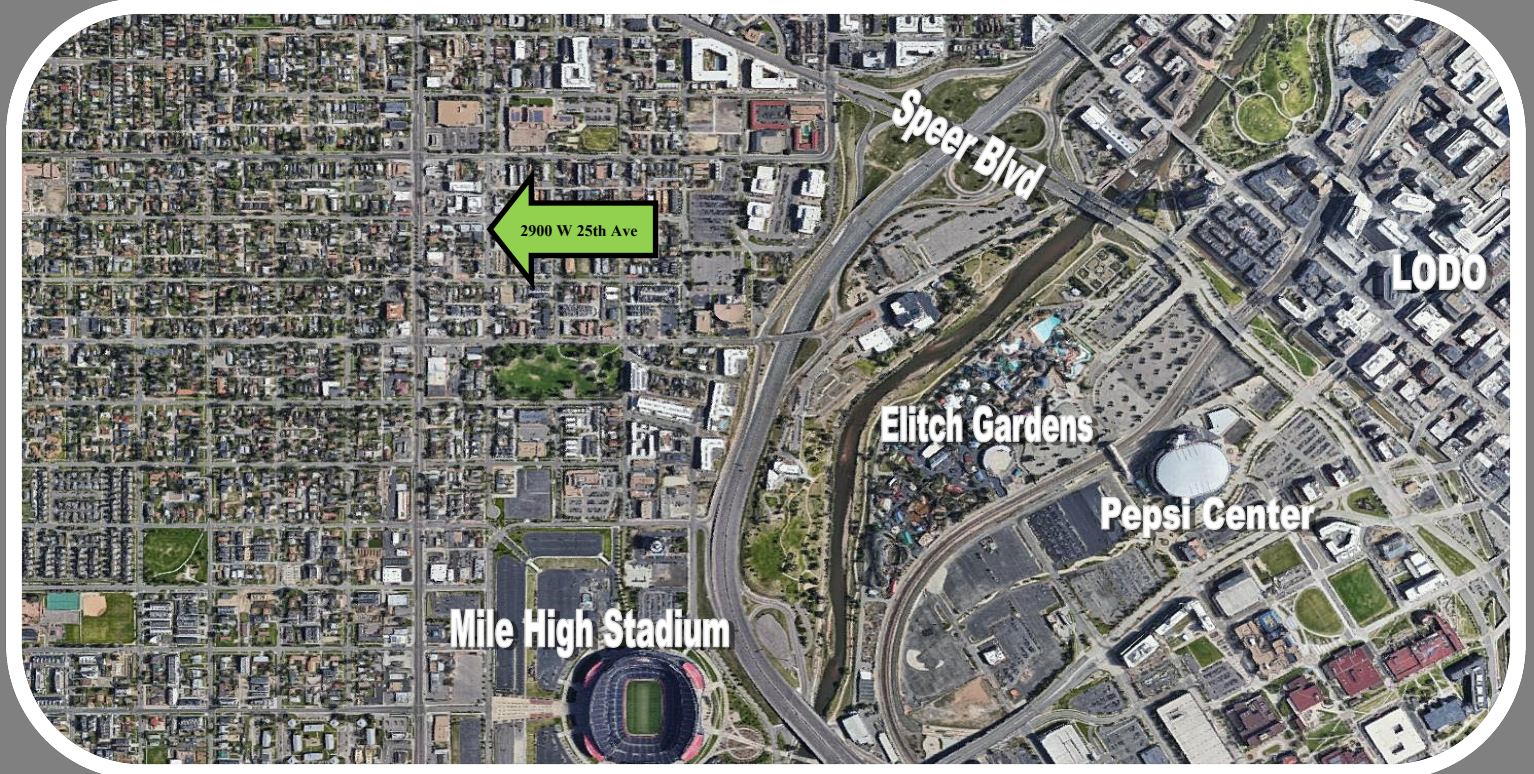 Speer Blvd
2900 W 25th Ave
LODO
Elitch Gardens
Pepsi Center
Mile High Stadium